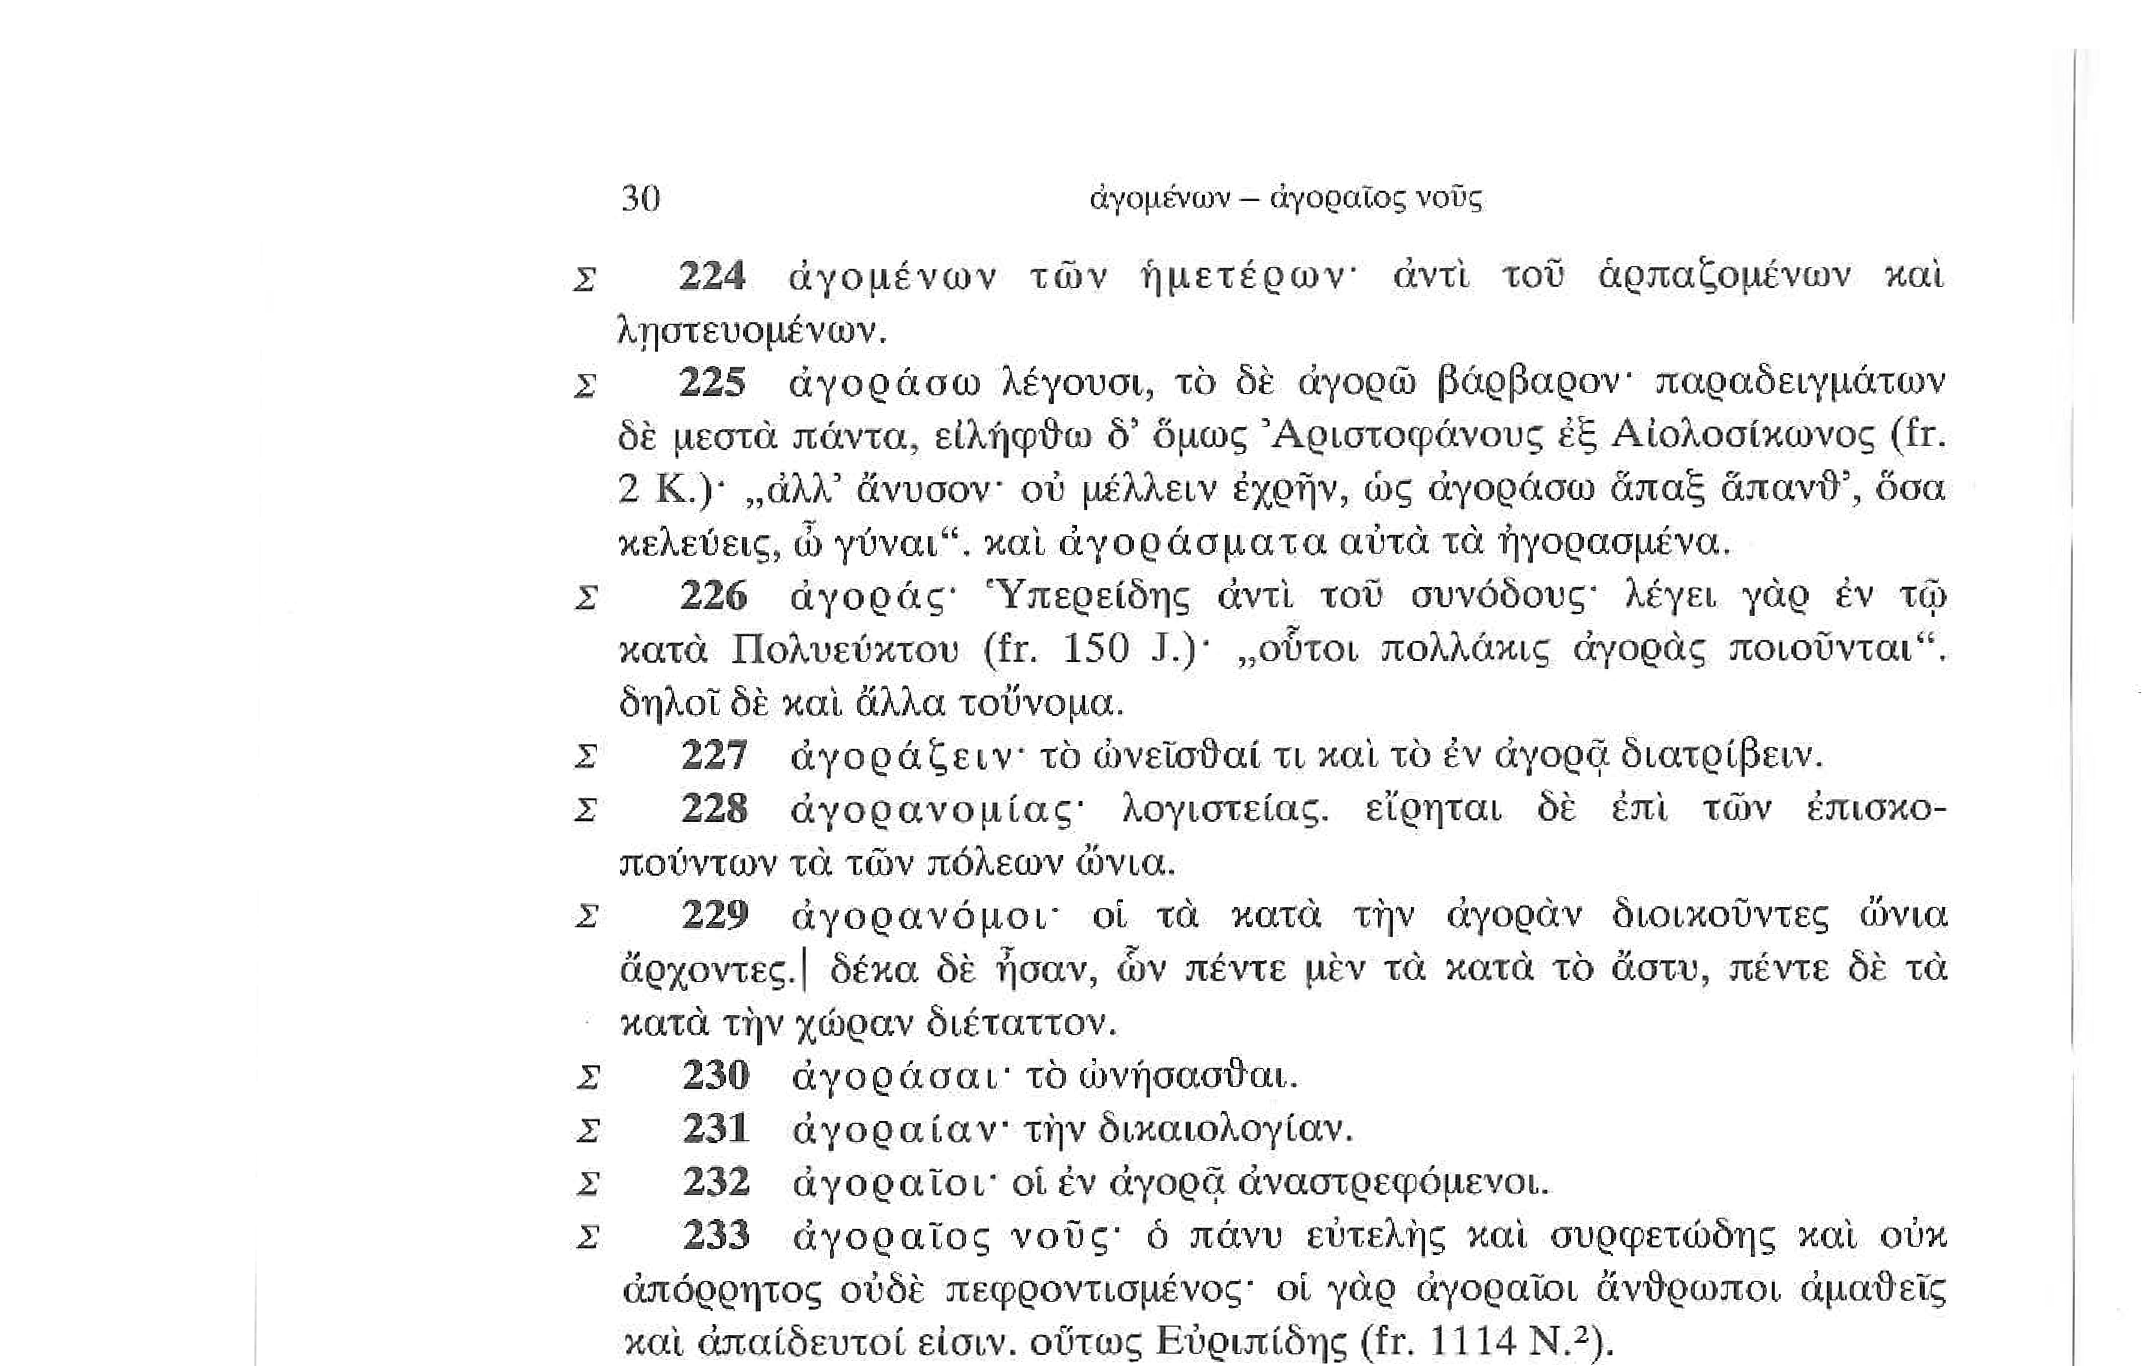 30 ἀγομένων – ἀγοραῖος νοῦς
Σ 224 ἀγομένων τῶν ἡμετέρων· ἀντὶ τοῦ ἁρπαζομένων καὶ
λῃστευομένων.
Σ 225 ἀγοράσω λέγουσι, τὸ δὲ ἀγορῶ βάρβαρον· παραδειγμάτων
δὲ μεστὰ πάντα, εἰλήφθω δ’ ὅμως Ἀριστοφάνους ἐξ Αἰολοσίκωνος (fr.
2 K.)· „ἀλλ’ ἄνυσον· οὐ μέλλειν ἐχρῆν, ὡς ἀγοράσω ἅπαξ ἅπανθ’, ὅσα
κελεύεις, ὦ γύναι“. καὶ ἀγοράσματα αὐτὰ τὰ ἠγορασμένα.
Σ 226 ἀγοράς· Ὑπερείδης ἀντὶ τοῦ συνόδους· λέγει γὰρ ἐν τῷ
κατὰ Πολυεύκτου (fr. 150 J.)· „οὗτοι πολλάκις ἀγορὰς ποιοῦνται“.
δηλοῖ δὲ καὶ ἄλλα τοὔνομα.
Σ 227 ἀγοράζειν· τὸ ὠνεῖσθαί τι καὶ τὸ ἐν ἀγορᾷ διατρίβειν.
Σ 228 ἀγορανομίας· λογιστείας. εἴρηται δὲ ἐπὶ τῶν ἐπισκο-
πούντων τὰ τῶν πόλεων ὤνια.
Σ 229 ἀγορανόμοι· οἱ τὰ κατὰ τὴν ἀγορὰν διοικοῦντες ὤνια
ἄρχοντες.| δέκα δὲ ἦσαν, ὧν πέντε μὲν τὰ κατὰ τὸ ἄστυ, πέντε δὲ τὰ
κατὰ τὴν χώραν διέταττον.
Σ 230 ἀγοράσαι· τὸ ὠνήσασθαι.
Σ 231 ἀγοραίαν· τὴν δικαιολογίαν.
Σ 232 ἀγοραῖοι· οἱ ἐν ἀγορᾷ ἀναστρεφόμενοι.
Σ 233 ἀγοραῖος νοῦς· ὁ πάνυ εὐτελὴς καὶ συρφετώδης καὶ οὐκ
ἀπόρρητος οὐδὲ πεφροντισμένος· οἱ γὰρ ἀγοραῖοι ἄνθρωποι ἀμαθεῖς
καὶ ἀπαίδευτοί εἰσιν. οὕτως Εὐριπίδης (fr. 1114 N.²).